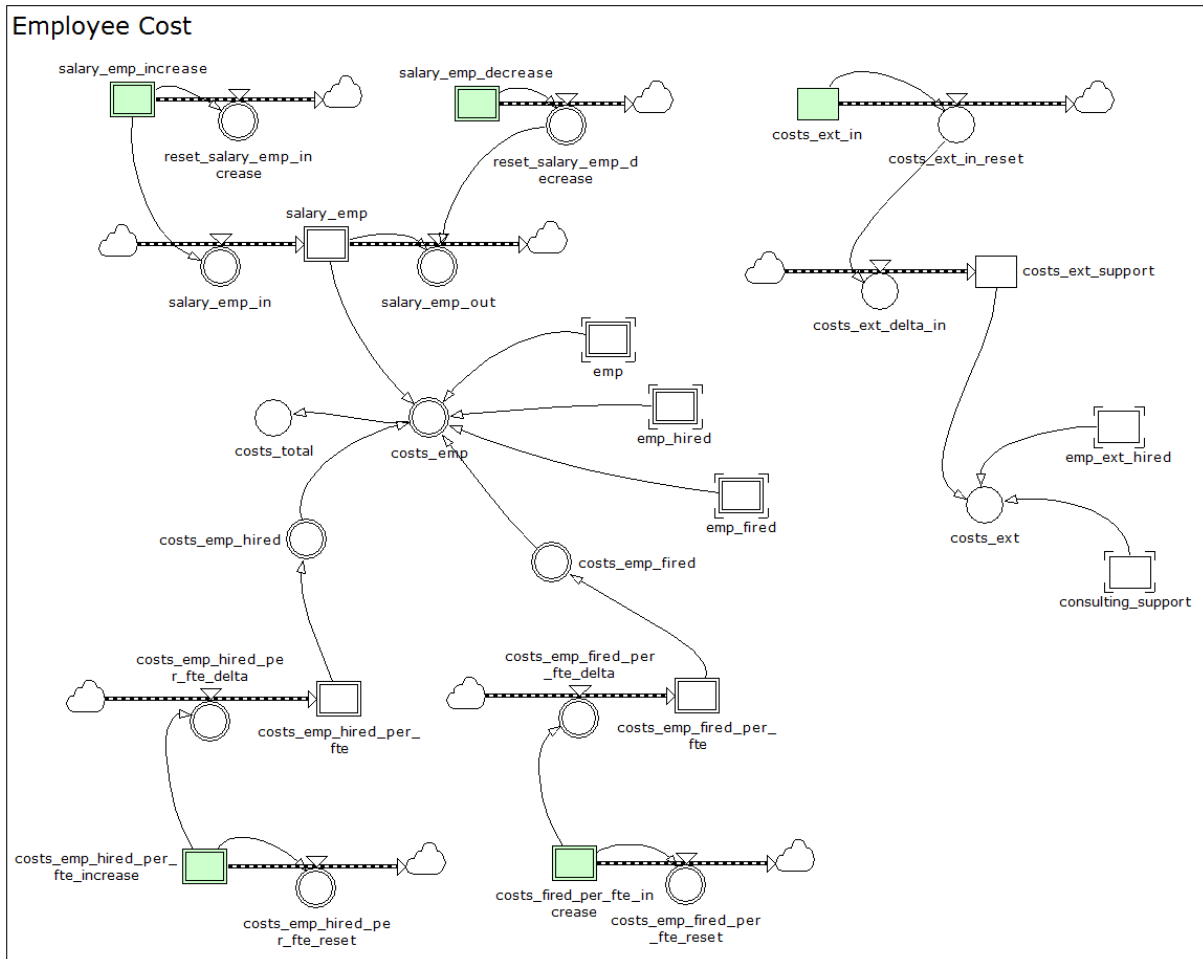 Employee Cost
salary_emp_increase
salary_emp_decrease
costs_ext_in
reset_salary_emp_in
crease
reset_salary_emp_d
ecrease
costs_ext_in_reset
salary_emp
salary_emp_in
salary_emp_out
costs_ext_support
costs_ext_delta_in
emp
emp_hired
costs_total
costs_emp
emp_ext_hired
emp_fired
costs_emp_hired
costs_emp_fired
costs_ext
consulting_support
costs_emp_hired_pe
r_fte_delta
costs_emp_fired_per
_fte_delta
costs_emp_hired_per_
fte
costs_emp_fired_per_
fte
costs_emp_hired_per_
fte_increase
costs_fired_per_fte_in
crease
costs_emp_hired_pe
r_fte_reset
costs_emp_fired_per
_fte_reset